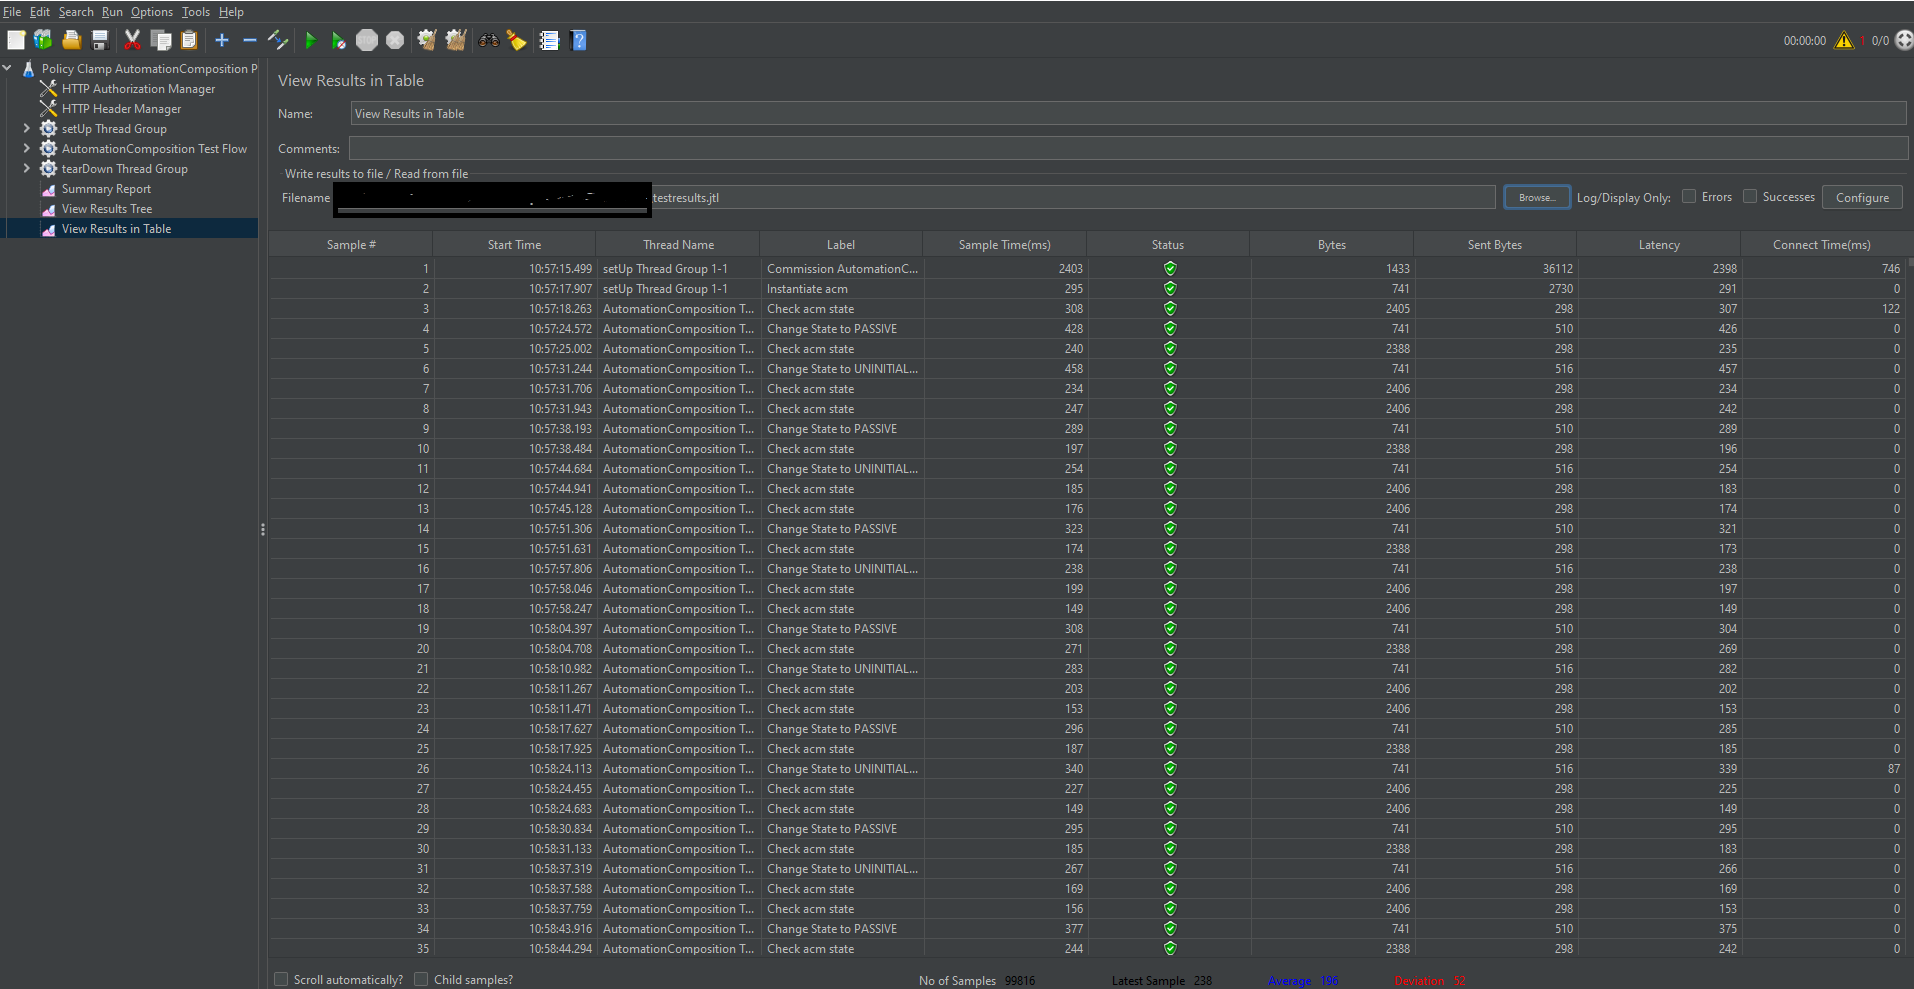 File Edit Search Run Options Tools Help
00:00:00 0/0
Policy Clamp AutomationComposition P
HTTP Authorization Manager
HTTP Header Manager
setUp Thread Group
AutomationComposition Test Flow
tearDown Thread Group
Summary Report
View Results Tree
View Results in Table
View Results in Table
Name: View Results in Table
Comments:
Write results to file / Read from file
Filename testresults.jtl Browse... Log/Display Only: Errors Successes Configure
Sample # Start Time Thread Name Label Sample Time(ms) Status Bytes Sent Bytes Latency Connect Time(ms)
1 10:57:15.499 setUp Thread Group 1-1 Commission AutomationC... 2403 1433 36112 2398 746
2 10:57:17.907 setUp Thread Group 1-1 Instantiate acm 295 741 2730 291 0
3 10:57:18.263 AutomationComposition T... Check acm state 308 2405 298 307 122
4 10:57:24.572 AutomationComposition T... Change State to PASSIVE 428 741 510 426 0
5 10:57:25.002 AutomationComposition T... Check acm state 240 2388 298 235 0
6 10:57:31.244 AutomationComposition T... Change State to UNINITIAL... 458 741 516 457 0
7 10:57:31.706 AutomationComposition T... Check acm state 234 2406 298 234 0
8 10:57:31.943 AutomationComposition T... Check acm state 247 2406 298 242 0
9 10:57:38.193 AutomationComposition T... Change State to PASSIVE 289 741 510 289 0
10 10:57:38.484 AutomationComposition T... Check acm state 197 2388 298 196 0
11 10:57:44.684 AutomationComposition T... Change State to UNINITIAL... 254 741 516 254 0
12 10:57:44.941 AutomationComposition T... Check acm state 185 2406 298 183 0
13 10:57:45.128 AutomationComposition T... Check acm state 176 2406 298 174 0
14 10:57:51.306 AutomationComposition T... Change State to PASSIVE 323 741 510 321 0
15 10:57:51.631 AutomationComposition T... Check acm state 174 2388 298 173 0
16 10:57:57.806 AutomationComposition T... Change State to UNINITIAL... 238 741 516 238 0
17 10:57:58.046 AutomationComposition T... Check acm state 199 2406 298 197 0
18 10:57:58.247 AutomationComposition T... Check acm state 149 2406 298 149 0
19 10:58:04.397 AutomationComposition T... Change State to PASSIVE 308 741 510 304 0
20 10:58:04.708 AutomationComposition T... Check acm state 271 2388 298 269 0
21 10:58:10.982 AutomationComposition T... Change State to UNINITIAL... 283 741 516 282 0
22 10:58:11.267 AutomationComposition T... Check acm state 203 2406 298 202 0
23 10:58:11.471 AutomationComposition T... Check acm state 153 2406 298 153 0
24 10:58:17.627 AutomationComposition T... Change State to PASSIVE 296 741 510 285 0
25 10:58:17.925 AutomationComposition T... Check acm state 187 2388 298 185 0
26 10:58:24.113 AutomationComposition T... Change State to UNINITIAL... 340 741 516 339 87
27 10:58:24.455 AutomationComposition T... Check acm state 227 2406 298 225 0
28 10:58:24.683 AutomationComposition T... Check acm state 149 2406 298 149 0
29 10:58:30.834 AutomationComposition T... Change State to PASSIVE 295 741 510 295 0
30 10:58:31.133 AutomationComposition T... Check acm state 185 2388 298 183 0
31 10:58:37.319 AutomationComposition T... Change State to UNINITIAL... 267 741 516 266 0
32 10:58:37.588 AutomationComposition T... Check acm state 169 2406 298 169 0
33 10:58:37.759 AutomationComposition T... Check acm state 156 2406 298 153 0
34 10:58:43.916 AutomationComposition T... Change State to PASSIVE 377 741 510 375 0
35 10:58:44.294 AutomationComposition T... Check acm state 244 2388 298 242 0
Scroll automatically? Child samples? No of Samples 99816 Latest Sample 238 Average 196 Deviation 52